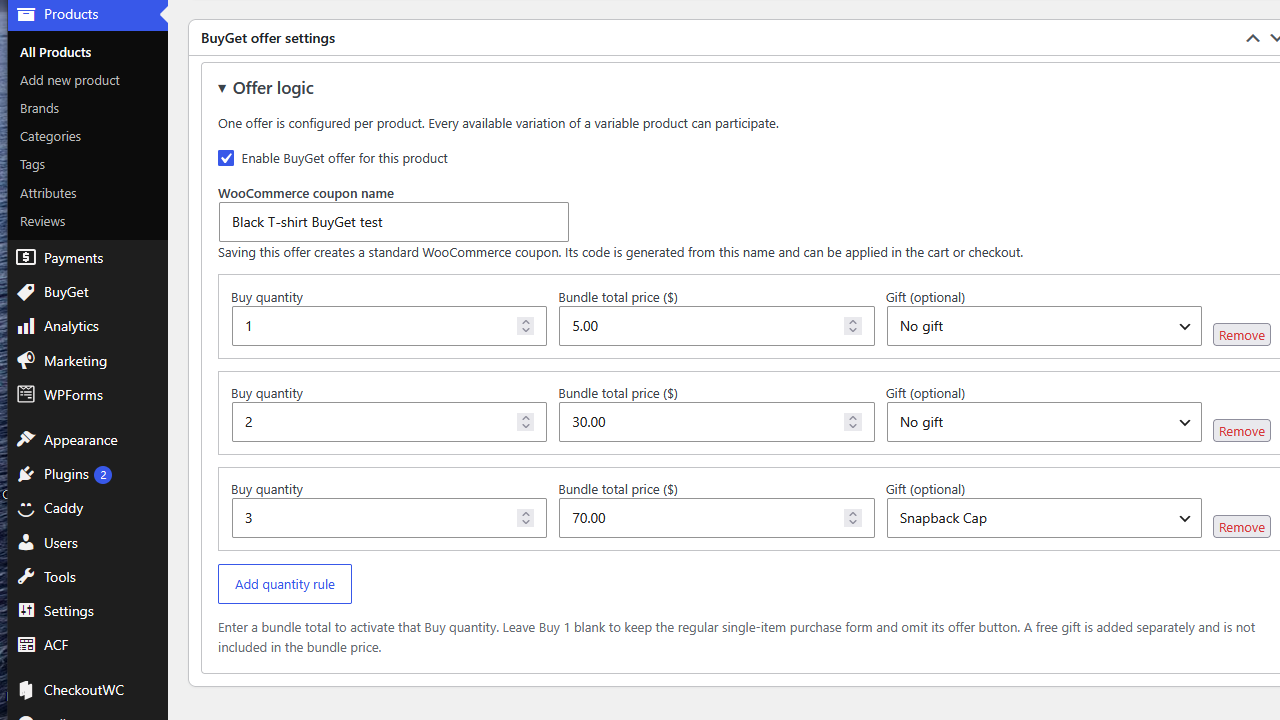 Products
All Products
Add new product
Brands
Categories
Tags
Attributes
Reviews
Payments
BuyGet
Analytics
Marketing
WPForms
Appearance
Plugins 2
Caddy
Users
Tools
Settings
ACF
CheckoutWC
BuyGet offer settings
▼ Offer logic
One offer is configured per product. Every available variation of a variable product can participate.
Enable BuyGet offer for this product
WooCommerce coupon name
Black T-shirt BuyGet test
Saving this offer creates a standard WooCommerce coupon. Its code is generated from this name and can be applied in the cart or checkout.
Buy quantity Bundle total price ($) Gift (optional)
1 5.00 No gift Remove
Buy quantity Bundle total price ($) Gift (optional)
2 30.00 No gift Remove
Buy quantity Bundle total price ($) Gift (optional)
3 70.00 Snapback Cap Remove
Add quantity rule
Enter a bundle total to activate that Buy quantity. Leave Buy 1 blank to keep the regular single-item purchase form and omit its offer button. A free gift is added separately and is not
included in the bundle price.